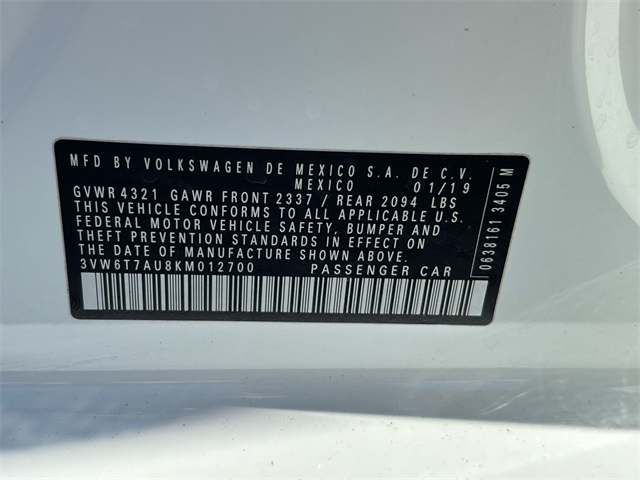 MFD BY VOLKSWAGEN DE MEXICO S.A. DE C.V.
MEXICO 01/19
GVWR 4321 GAWR FRONT 2337 / REAR 2094 LBS
THIS VEHICLE CONFORMS TO ALL APPLICABLE U.S.
FEDERAL MOTOR VEHICLE SAFETY, BUMPER AND
THEFT PREVENTION STANDARDS IN EFFECT ON
THE DATE OF MANUFACTURE SHOWN ABOVE.
3VW6T7AU8KM012700 PASSENGER CAR
06381613405 M